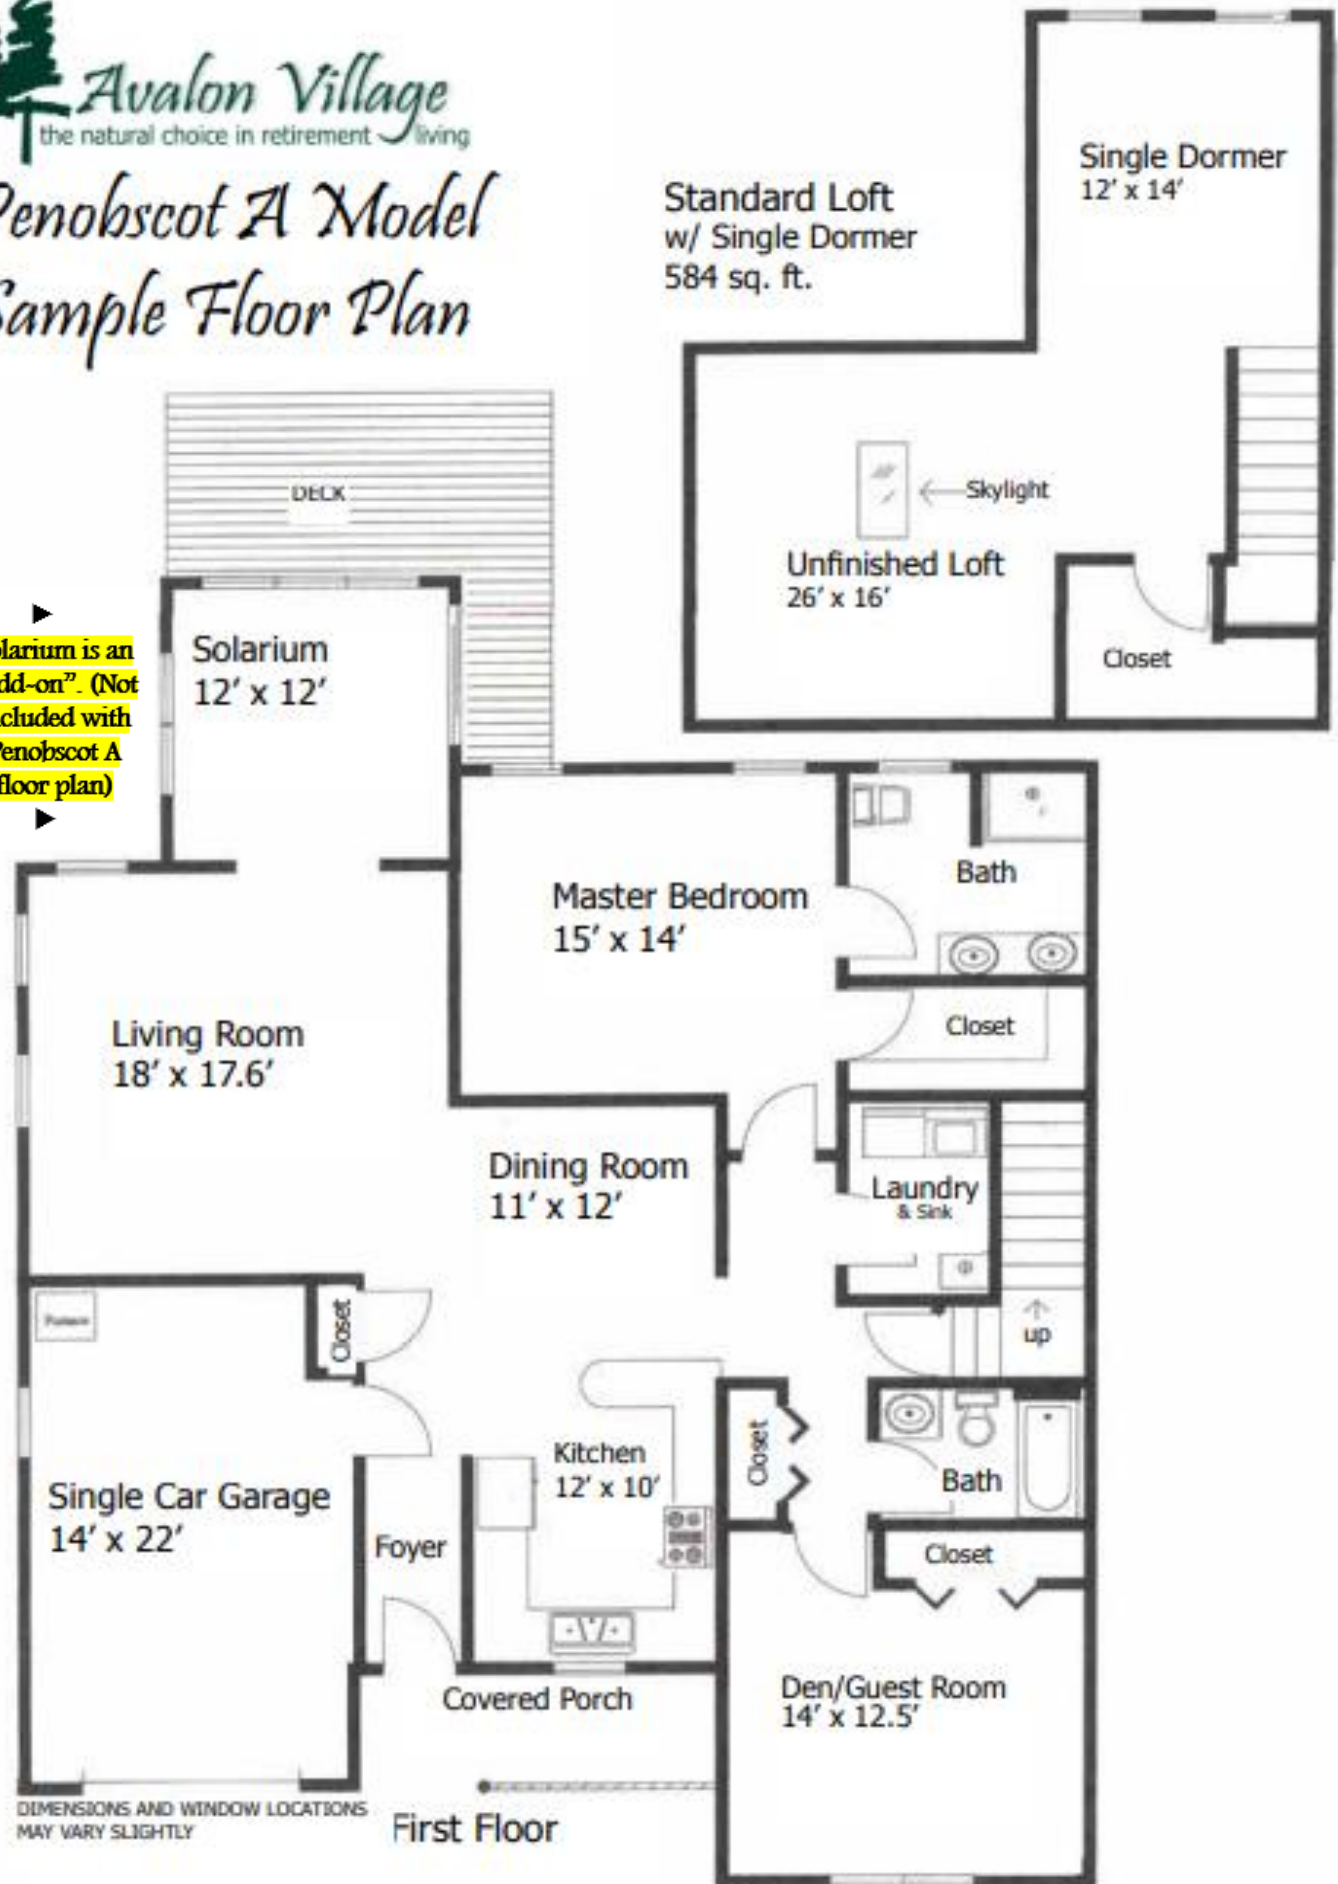 Avalon Village
the natural choice in retirement living
Penobscot A Model
Sample Floor Plan
Standard Loft
w/ Single Dormer
584 sq. ft.
Single Dormer
12' x 14'
Skylight
Unfinished Loft
26' x 16'
Closet
DECK
larium is an
dd-on". (Not
cluded with
Penobscot A
floor plan)
Solarium
12' x 12'
Master Bedroom
15' x 14'
Bath
Closet
Living Room
18' x 17.6'
Dining Room
11' x 12'
Laundry
& Sink
up
Closet
Kitchen
12' x 10'
Closet
Bath
Single Car Garage
14' x 22'
Foyer
Closet
Covered Porch
Den/Guest Room
14' x 12.5'
DIMENSIONS AND WINDOW LOCATIONS
MAY VARY SLIGHTLY
First Floor